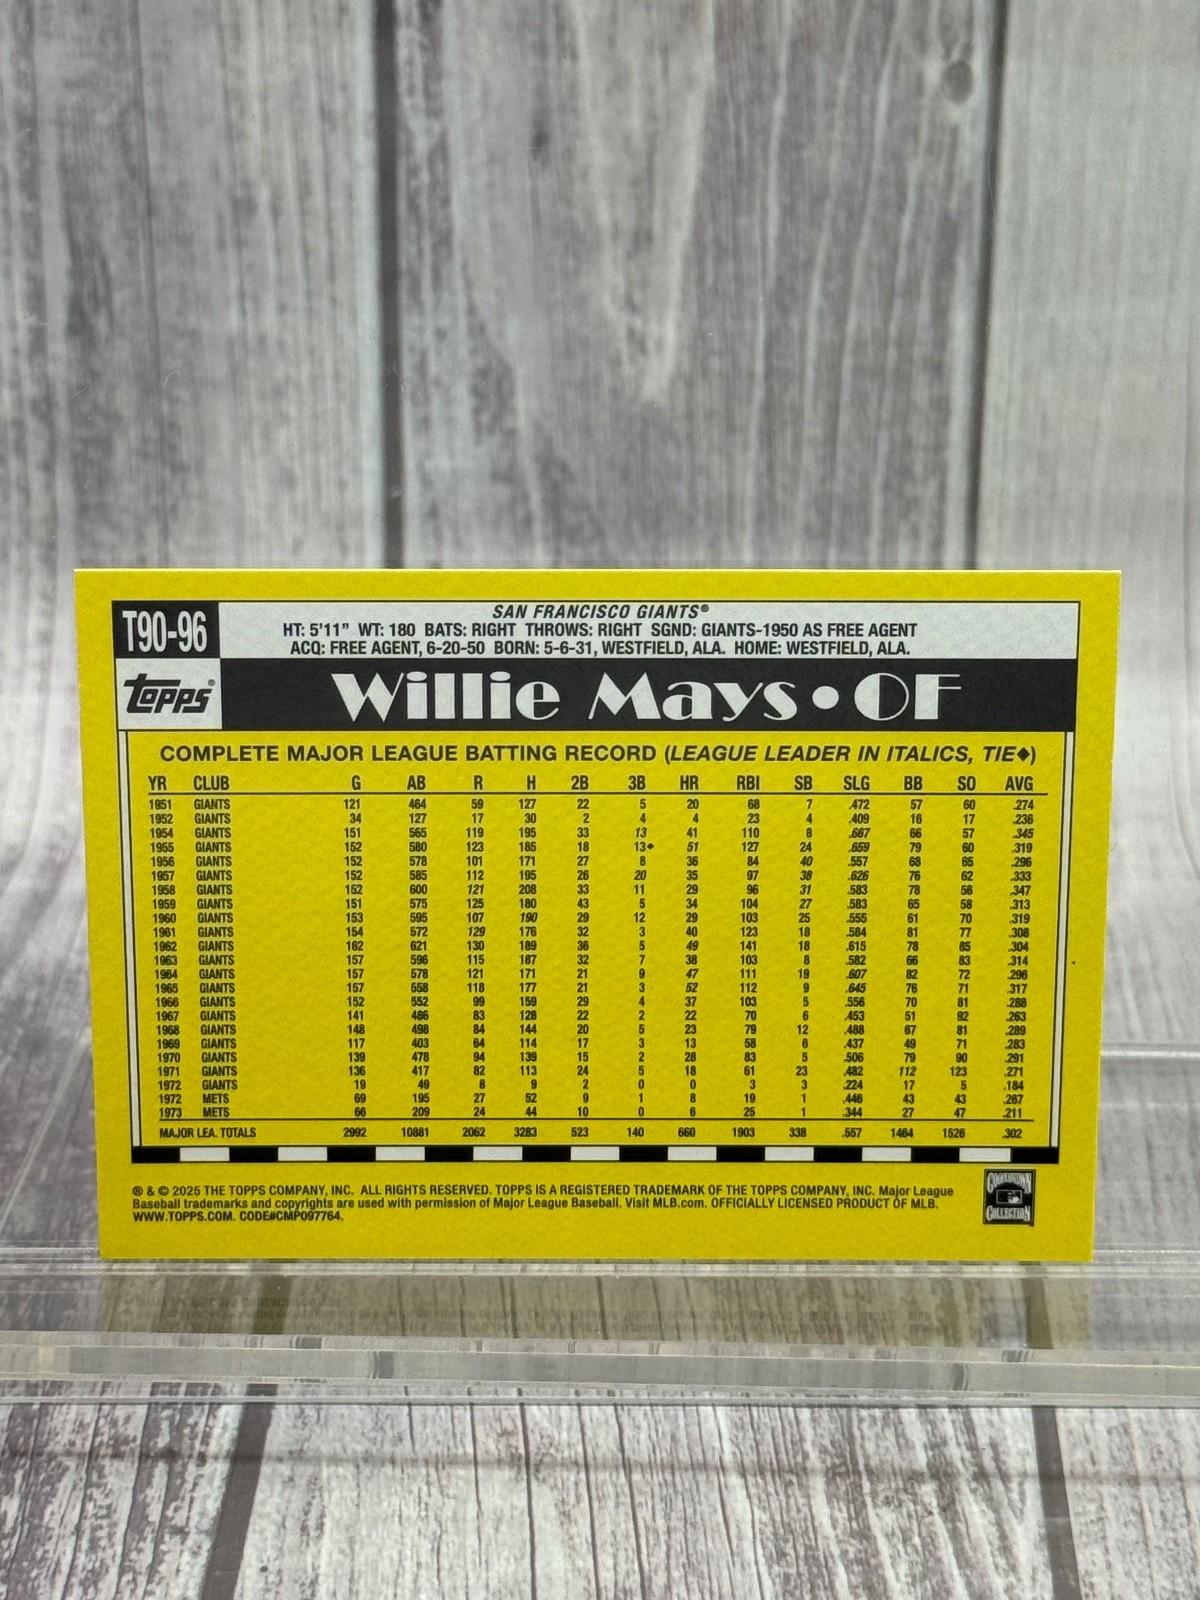 T90-96
SAN FRANCISCO GIANTS®
HT: 5'11" WT: 180 BATS: RIGHT THROWS: RIGHT SGND: GIANTS-1950 AS FREE AGENT
ACQ: FREE AGENT, 6-20-50 BORN: 5-6-31, WESTFIELD, ALA. HOME: WESTFIELD, ALA.
topps®
Willie Mays • OF
COMPLETE MAJOR LEAGUE BATTING RECORD (LEAGUE LEADER IN ITALICS, TIE◆)
YR CLUB G AB R H 2B 3B HR RBI SB SLG BB SO AVG
1951 GIANTS 121 464 59 127 22 5 20 68 7 .472 57 60 .274
1952 GIANTS 34 127 17 30 2 4 4 23 4 .409 16 17 .236
1954 GIANTS 151 565 119 195 33 13 41 110 8 .667 66 57 .345
1955 GIANTS 152 580 123 185 18 13◆ 51 127 24 .659 79 60 .319
1956 GIANTS 152 578 101 171 27 8 36 84 40 .557 68 65 .296
1957 GIANTS 152 585 112 195 26 20 35 97 38 .626 76 62 .333
1958 GIANTS 152 600 121 208 33 11 29 96 31 .583 78 56 .347
1959 GIANTS 151 575 125 180 43 5 34 104 27 .583 65 58 .313
1960 GIANTS 153 595 107 190 29 12 29 103 25 .555 61 70 .319
1961 GIANTS 154 572 129 176 32 3 40 123 18 .584 81 77 .308
1962 GIANTS 162 621 130 189 36 5 49 141 18 .615 78 85 .304
1963 GIANTS 157 596 115 187 32 7 38 103 8 .582 66 83 .314
1964 GIANTS 157 578 121 171 21 9 47 111 19 .607 82 72 .296
1965 GIANTS 157 558 118 177 21 3 52 112 9 .645 76 71 .317
1966 GIANTS 152 552 99 159 29 4 37 103 5 .556 70 81 .288
1967 GIANTS 141 486 83 128 22 2 22 70 6 .453 51 92 .263
1968 GIANTS 148 498 84 144 20 5 23 79 12 .488 67 81 .289
1969 GIANTS 117 403 64 114 17 3 13 58 6 .437 49 71 .283
1970 GIANTS 139 478 94 139 15 2 28 83 5 .506 79 90 .291
1971 GIANTS 136 417 82 113 24 5 18 61 23 .482 112 123 .271
1972 GIANTS 19 49 8 9 2 0 0 3 3 .224 17 5 .184
1972 METS 69 195 27 52 9 1 8 19 1 .446 43 43 .267
1973 METS 66 209 24 44 10 0 6 25 1 .344 27 47 .211
MAJOR LEA. TOTALS 2992 10881 2062 3283 523 140 660 1903 338 .557 1464 1526 .302
® & © 2025 THE TOPPS COMPANY, INC. ALL RIGHTS RESERVED. TOPPS IS A REGISTERED TRADEMARK OF THE TOPPS COMPANY, INC. Major League
Baseball trademarks and copyrights are used with permission of Major League Baseball. Visit MLB.com. OFFICIALLY LICENSED PRODUCT OF MLB.
WWW.TOPPS.COM. CODE#CMP097764.
COOPERSTOWN
COLLECTION